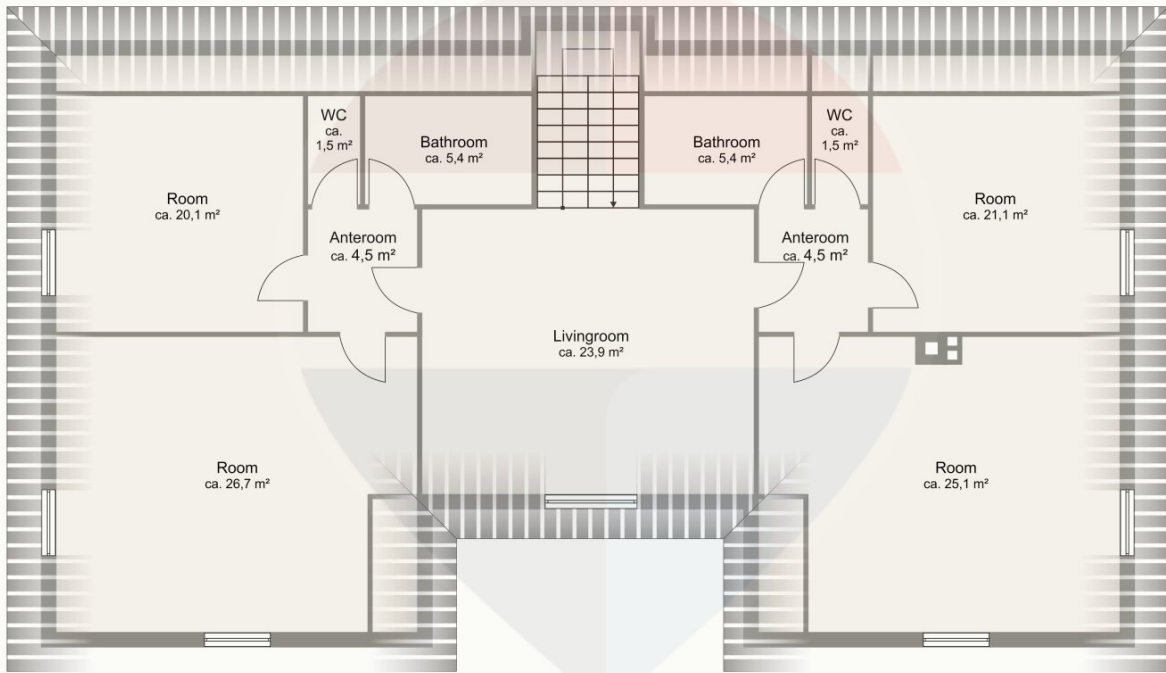 WC
ca.
1,5 m²
Bathroom
ca. 5,4 m²
Bathroom
ca. 5,4 m²
WC
ca.
1,5 m²
Room
ca. 20,1 m²
Anteroom
ca. 4,5 m²
Anteroom
ca. 4,5 m²
Room
ca. 21,1 m²
Livingroom
ca. 23,9 m²
Room
ca. 26,7 m²
Room
ca. 25,1 m²